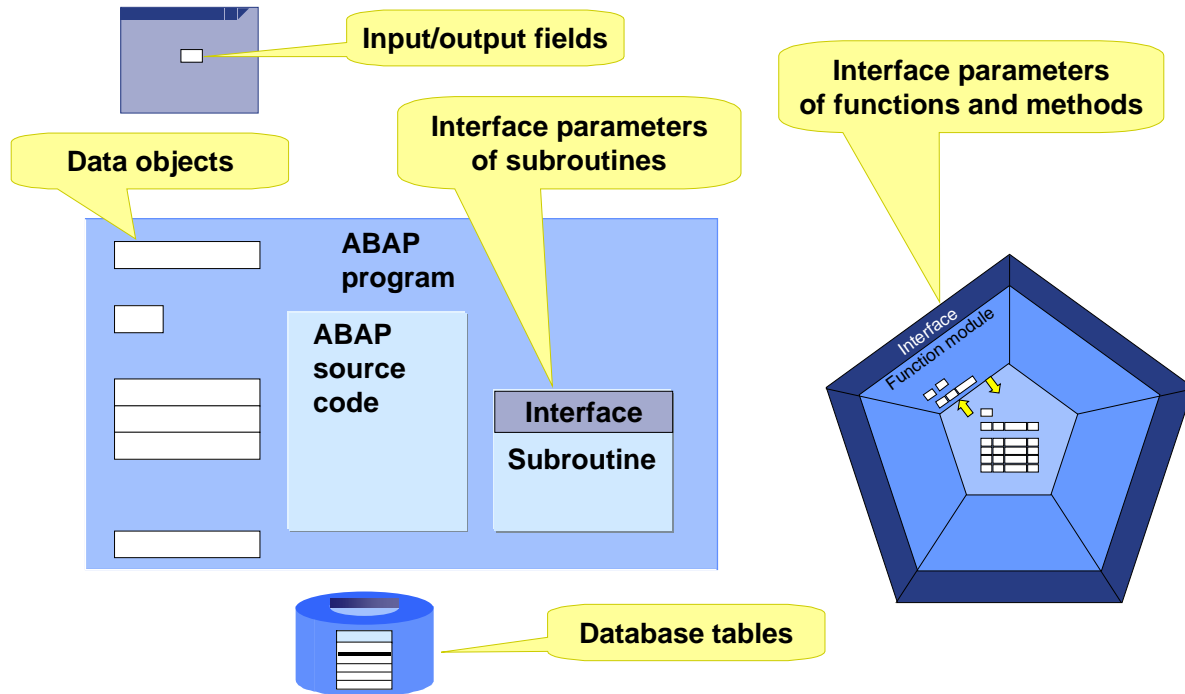 Input/output fields
Interface parameters
of functions and methods
Interface parameters
of subroutines
Data objects
ABAP
program
ABAP
source
code
Interface
Subroutine
Interface
Function module
Database tables